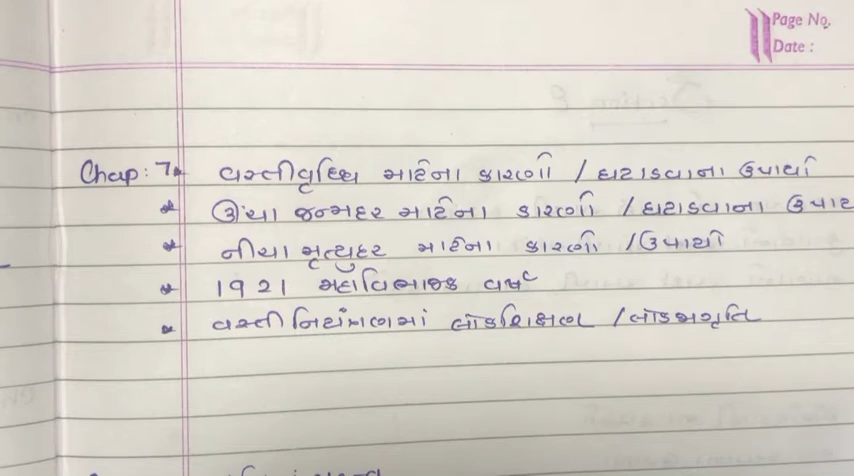 Page No.
Date :
Chap : 7 * વસ્તીવૃદ્ધિ માટેના કારણો / ઘટાડવાના ઉપાયો
* ઊંચા જન્મદર માટેના કારણો / ઘટાડવાના ઉપાય
* નીચા મૃત્યુદર માટેના કારણો / ઉપાયો
* 1921 મહાવિભાજક વર્ષ
* વસ્તી નિયંત્રણમાં લોકશિક્ષણ / લોકજાગૃતિ